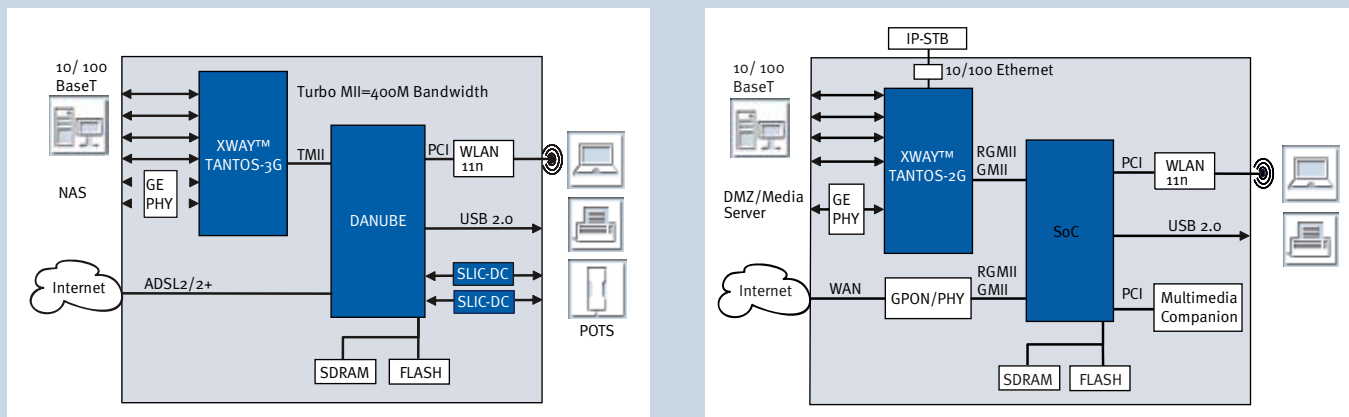 10/ 100
BaseT
Turbo MII=400M Bandwidth
XWAY™
TANTOS-3G
TMII
PCI
WLAN
11n
NAS
GE
PHY
DANUBE
USB 2.0
SLIC-DC
Internet
ADSL2/2+
SLIC-DC
POTS
SDRAM
FLASH
IP-STB
10/ 100
BaseT
10/100 Ethernet
XWAY™
TANTOS-2G
RGMII
GMII
PCI
WLAN
11n
DMZ/Media
Server
GE
PHY
SoC
USB 2.0
Internet
WAN
GPON/PHY
RGMII
GMII
PCI
Multimedia
Companion
SDRAM
FLASH